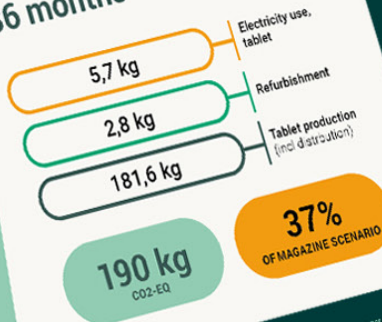 36 months
Electricity use,
tablet
5,7 kg
Refurbishment
2,8 kg
Tablet production
(incl distribution)
181,6 kg
37%
OF MAGAZINE SCENARIO
190 kg
CO2-EQ